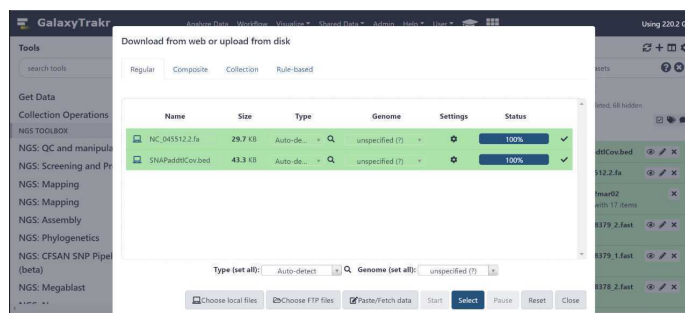 GalaxyTrakr
Analyze Data Workflow Visualize Shared Data Admin Help User
Using 220.2 G
Tools
search tools
Get Data
Collection Operations
NGS TOOLBOX
NGS: QC and manipula
NGS: Screening and Pr
NGS: Mapping
NGS: Mapping
NGS: Assembly
NGS: Phylogenetics
NGS: CFSAN SNP Pipel
(beta)
NGS: Megablast
Download from web or upload from disk
Regular Composite Collection Rule-based
Name Size Type Genome Settings Status
NC_045512.2.fa 29.7 KB Auto-de... unspecified (?) 100%
SNAPaddtlCov.bed 43.3 KB Auto-de... unspecified (?) 100%
Type (set all): Auto-detect Genome (set all): unspecified (?)
Choose local files Choose FTP files Paste/Fetch data Start Select Pause Reset Close
asets
68 hidden
dtlCov.bed
512.2.fa
2mar02
with 17 items
8379_2.fast
8379_1.fast
8378_2.fast